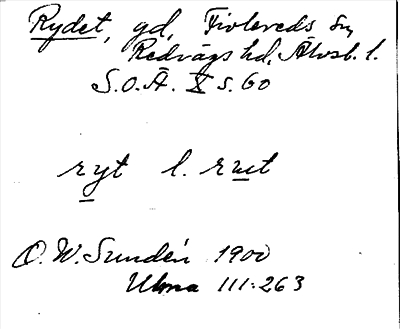 Rydet, gd, Fivlereds sn,
Redvägs hd, Älvsb. l.
S.O.Ä. X s. 60
ryt l. rut
O.W. Sundén 1900
Ulma 111:263